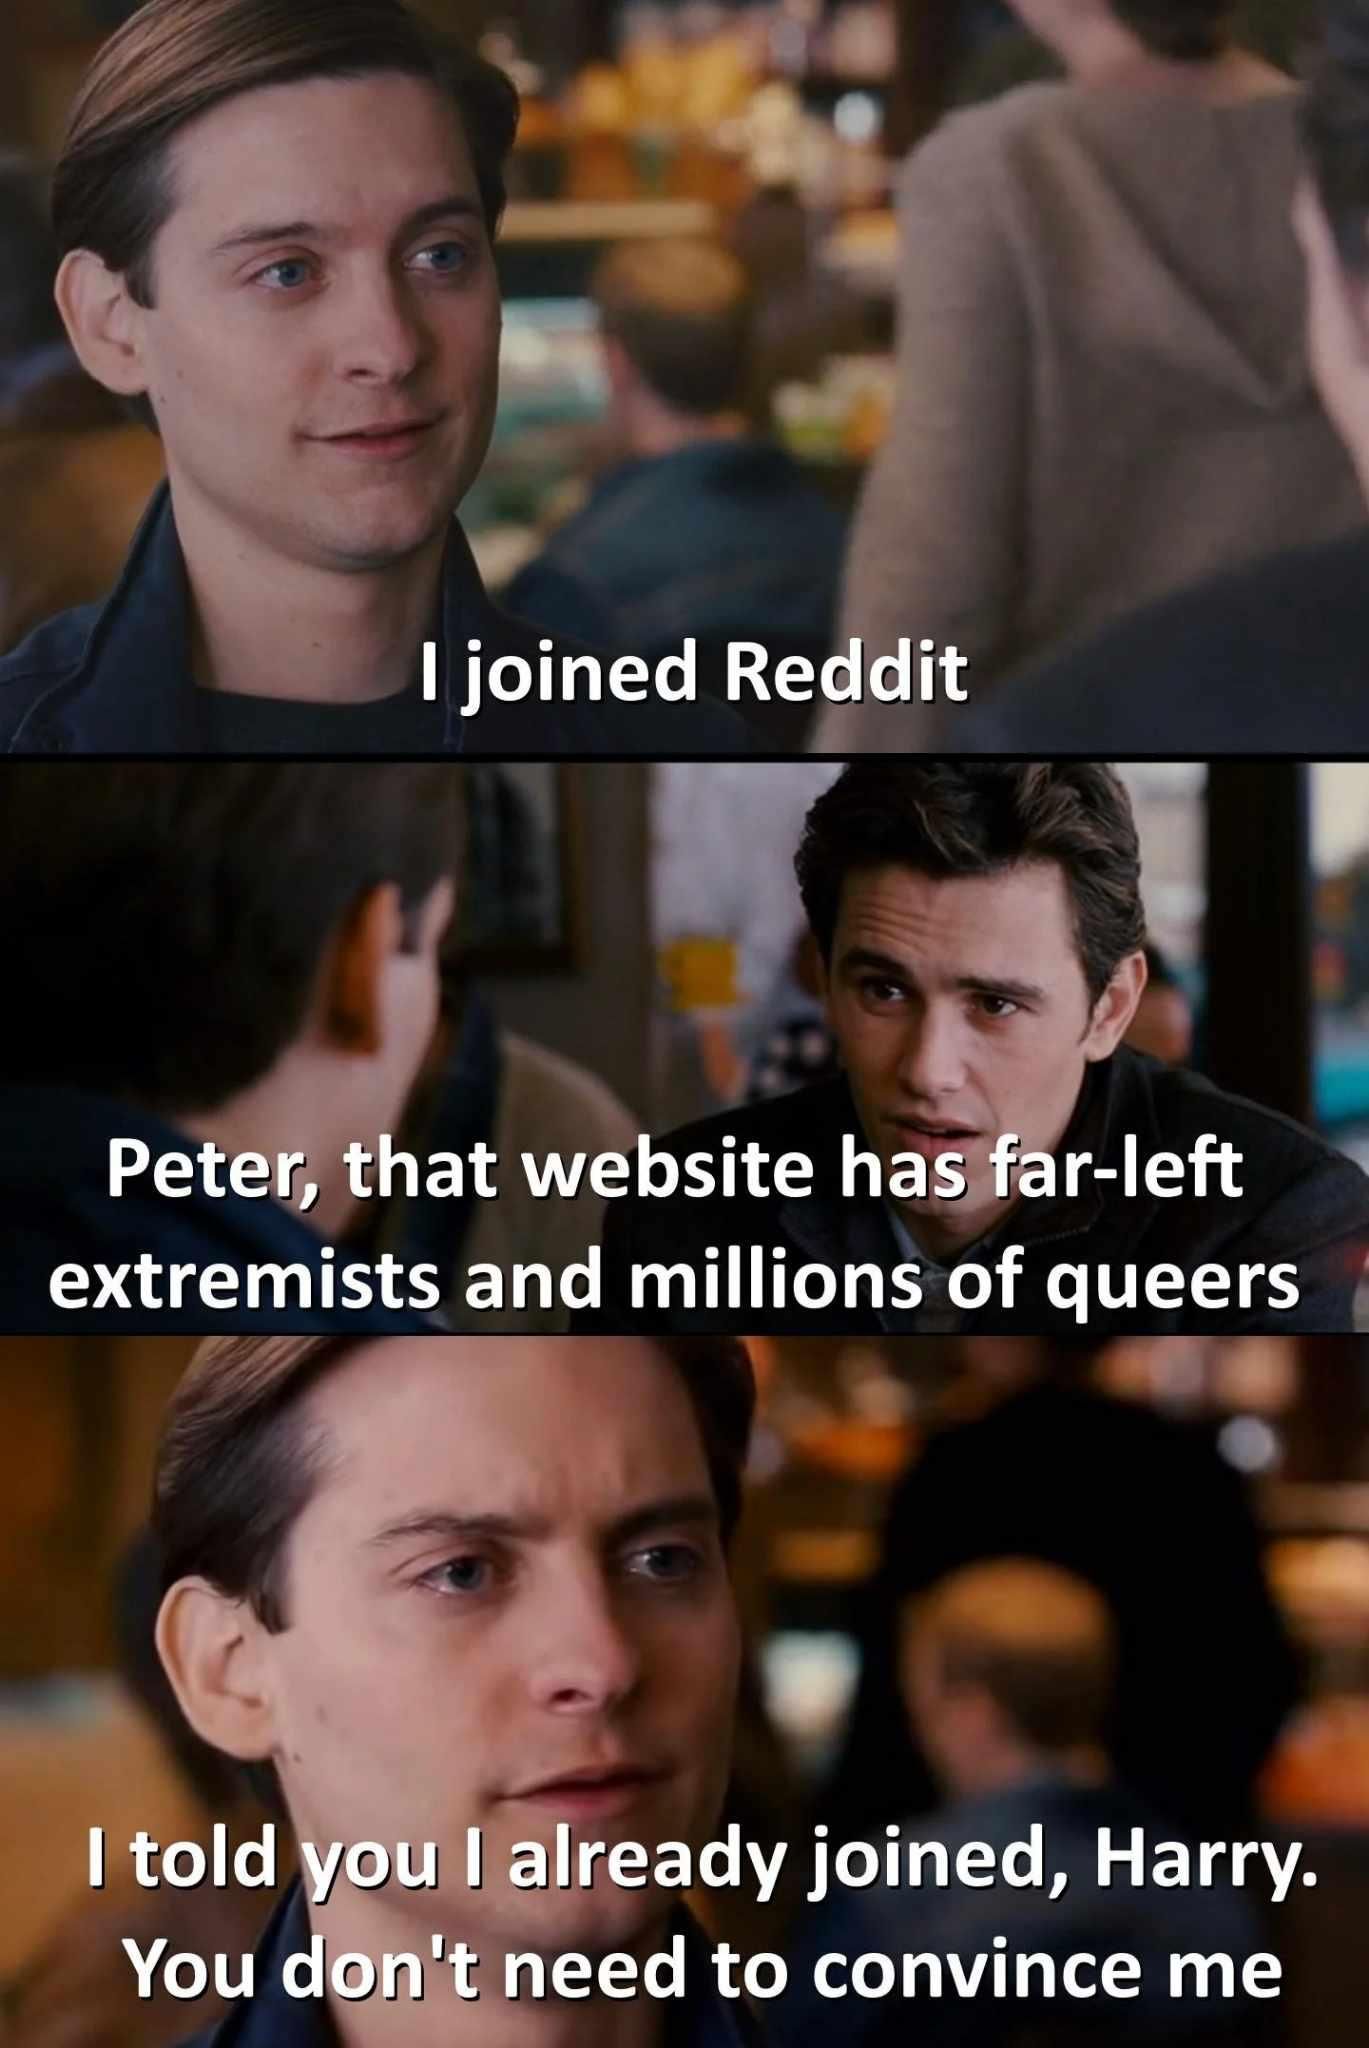 I joined Reddit
Peter, that website has far-left
extremists and millions of queers
I told you I already joined, Harry.
You don't need to convince me